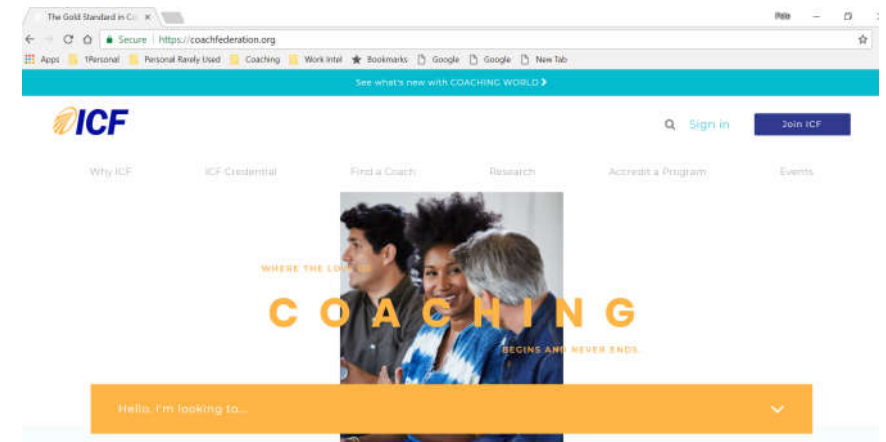 The Gold Standard in Co
Pete
Secure https://coachfederation.org
Apps 1Personal Personal Rarely Used Coaching Work Intel Bookmarks Google Google New Tab
See what's new with COACHING WORLD
ICF
Sign in
Join ICF
Why ICF ICF Credential Find a Coach Research Accredit a Program Events
WHERE THE
COACHING
BEGINS AND NEVER ENDS.
Hello, I'm looking to...